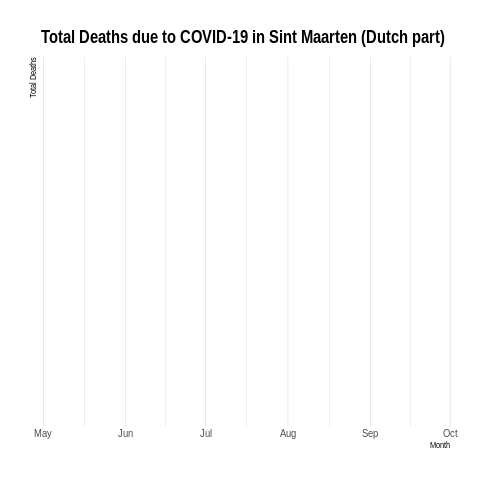 Total Deaths due to COVID-19 in Sint Maarten (Dutch part)
Total Deaths
May Jun Jul Aug Sep Oct
Month